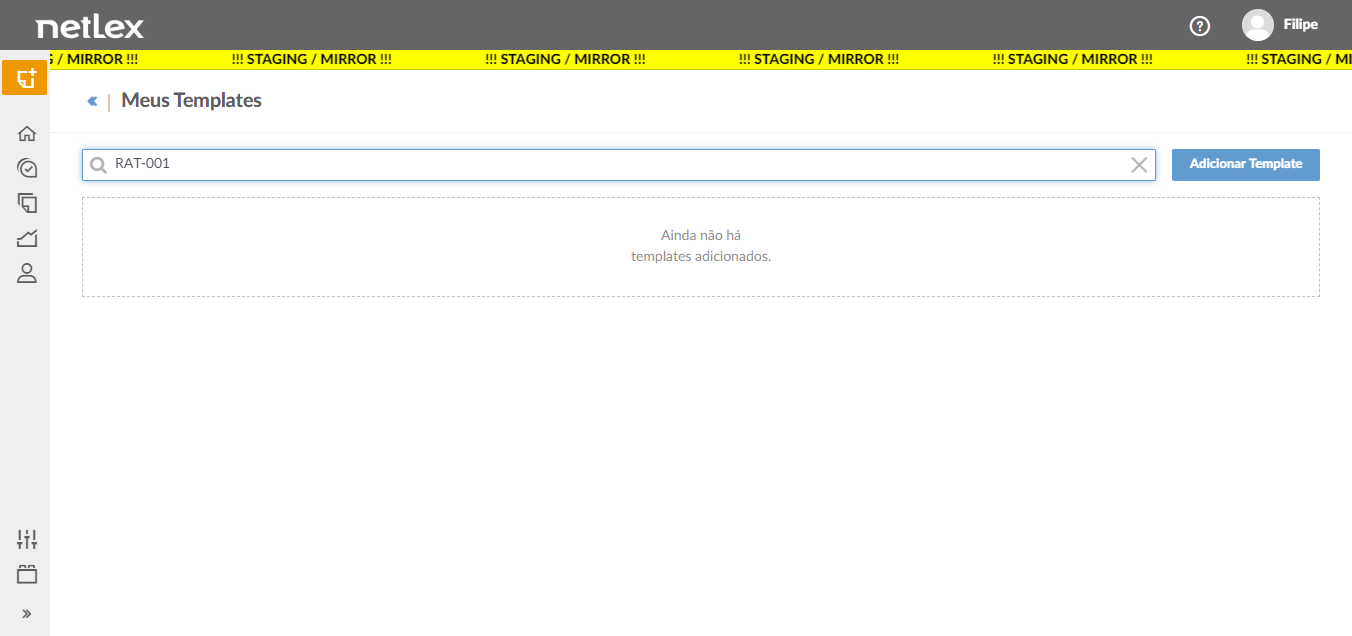 netlex
Filipe
G / MIRROR !!! !!! STAGING / MIRROR !!! !!! STAGING / MIRROR !!! !!! STAGING / MIRROR !!! !!! STAGING / MIRROR !!! !!! STAGING / MI
Meus Templates
RAT-001
Adicionar Template
Ainda não há
templates adicionados.